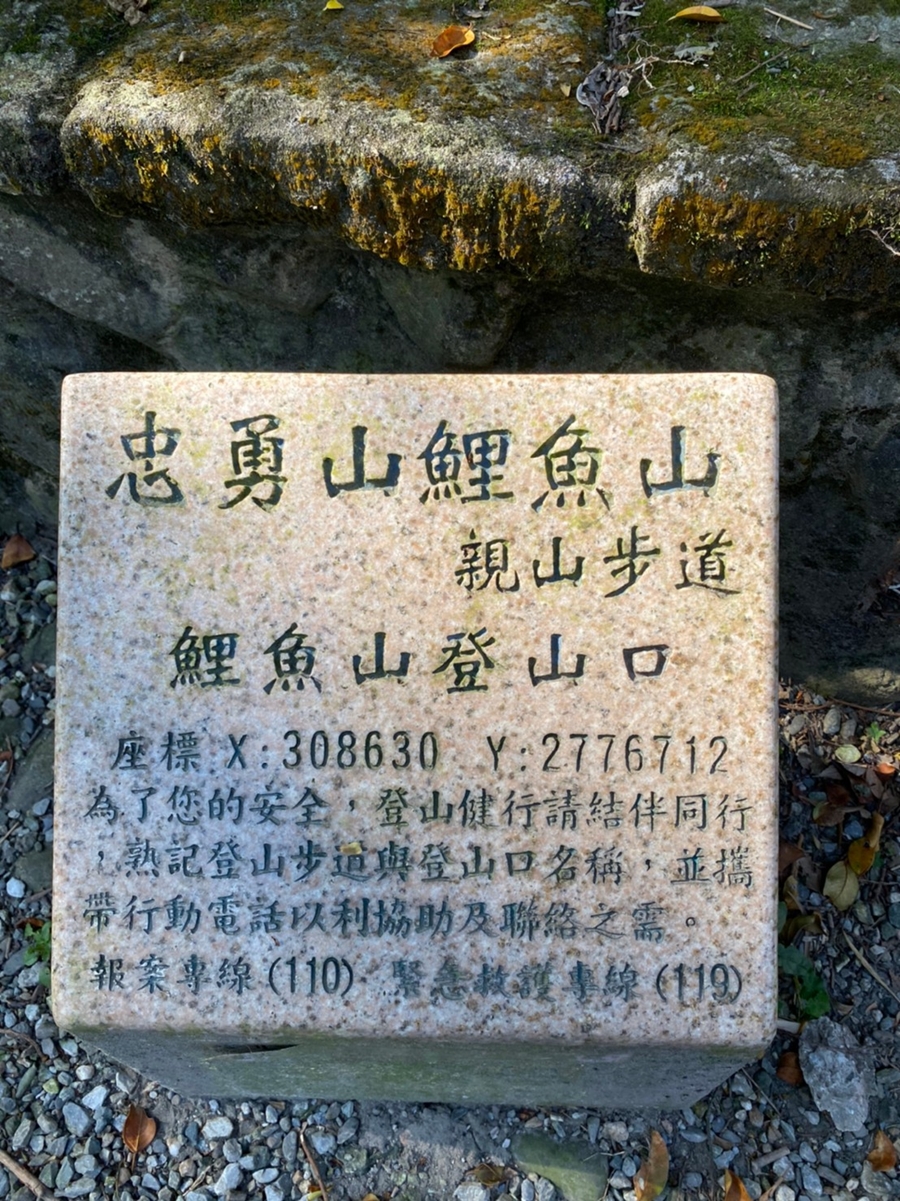 忠勇山鯉魚山
親山步道
鯉魚山登山口
座標 X:308630 Y:2776712
為了您的安全,登山健行請結伴同行
,熟記登山步道與登山口名稱,並攜
帶行動電話以利協助及聯絡之需。
報案專線(110) 緊急救護專線(119)